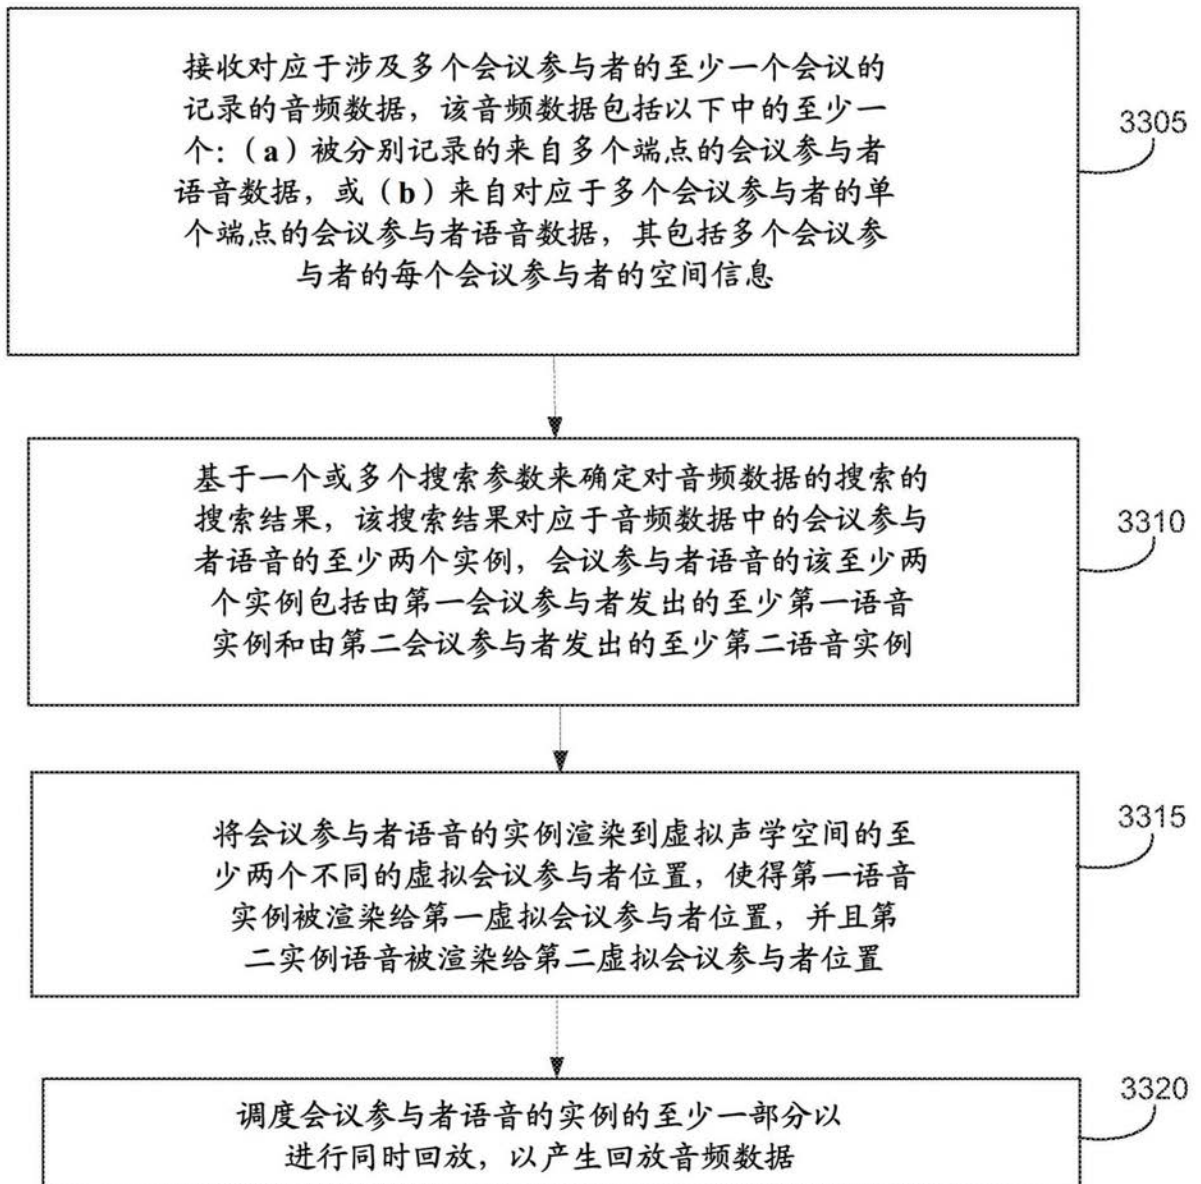 接收对应于涉及多个会议参与者的至少一个会议的
记录的音频数据，该音频数据包括以下中的至少一
个：（a）被分别记录的来自多个端点的会议参与者
语音数据，或（b）来自对应于多个会议参与者的单
个端点的会议参与者语音数据，其包括多个会议参
与者的每个会议参与者的空间信息
3305
基于一个或多个搜索参数来确定对音频数据的搜索的
搜索结果，该搜索结果对应于音频数据中的会议参与
者语音的至少两个实例，会议参与者语音的该至少两
个实例包括由第一会议参与者发出的至少第一语音
实例和由第二会议参与者发出的至少第二语音实例
3310
将会议参与者语音的实例渲染到虚拟声学空间的至
少两个不同的虚拟会议参与者位置，使得第一语音
实例被渲染给第一虚拟会议参与者位置，并且第
二实例语音被渲染给第二虚拟会议参与者位置
3315
调度会议参与者语音的实例的至少一部分以
进行同时回放，以产生回放音频数据
3320